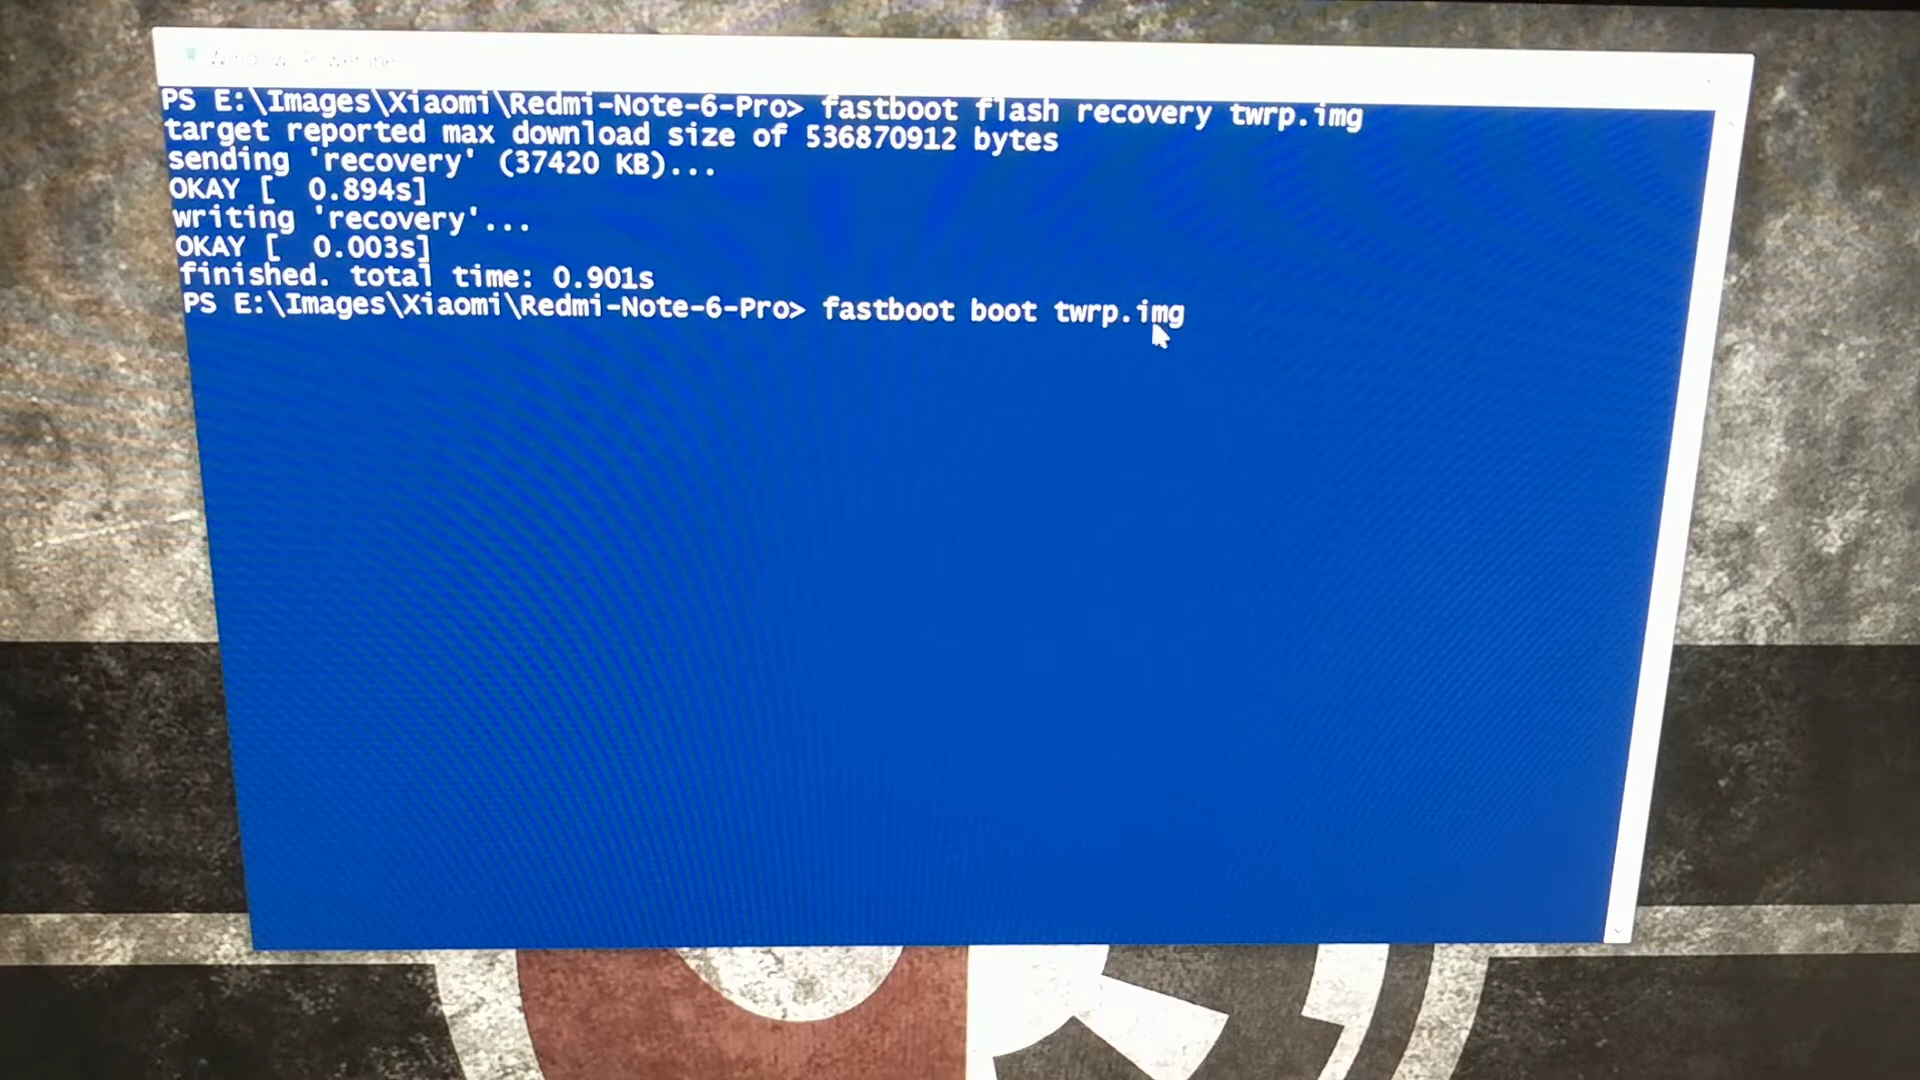 PS E:\Images\Xiaomi\Redmi-Note-6-Pro> fastboot flash recovery twrp.img
target reported max download size of 536870912 bytes
sending 'recovery' (37420 KB)...
OKAY [  0.894s]
writing 'recovery'...
OKAY [  0.003s]
finished. total time: 0.901s
PS E:\Images\Xiaomi\Redmi-Note-6-Pro> fastboot boot twrp.img